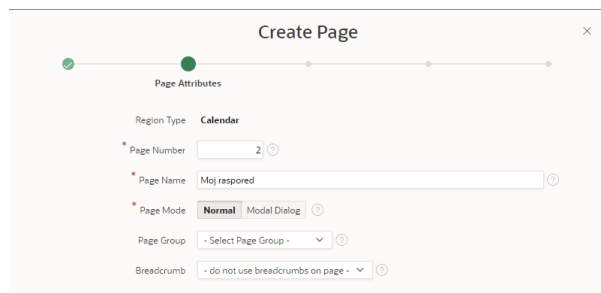 Create Page
Page Attributes
Region Type Calendar
* Page Number 2
* Page Name Moj raspored
* Page Mode Normal Modal Dialog
Page Group - Select Page Group -
Breadcrumb - do not use breadcrumbs on page -